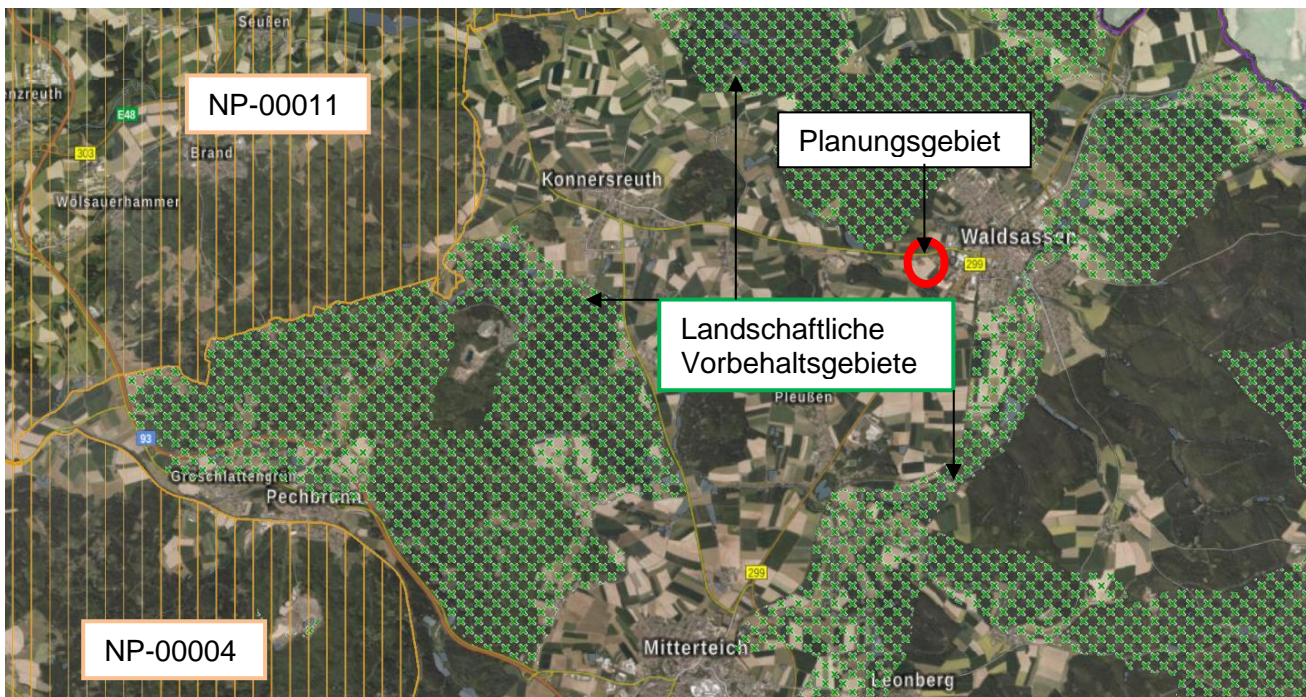 Seußen
NP-00011
enzreuth
E48
Planungsgebiet
303
Brand
Konnersreuth
Wölsauerhammer
Waldsassen
299
Landschaftliche
Vorbehaltsgebiete
Pleußen
93
Groschlattengrün
Pechbrunn
299
NP-00004
Mitterteich
Leonberg